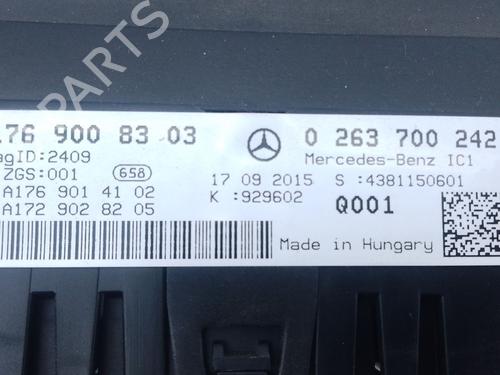 PARTS
176 900 83 03
agID:2409
ZGS:001
658
A176 901 41 02
A172 902 82 05
0 263 700 242
Mercedes-Benz IC1
17 09 2015 S :4381150601
K :929602
Q001
Made in Hungary